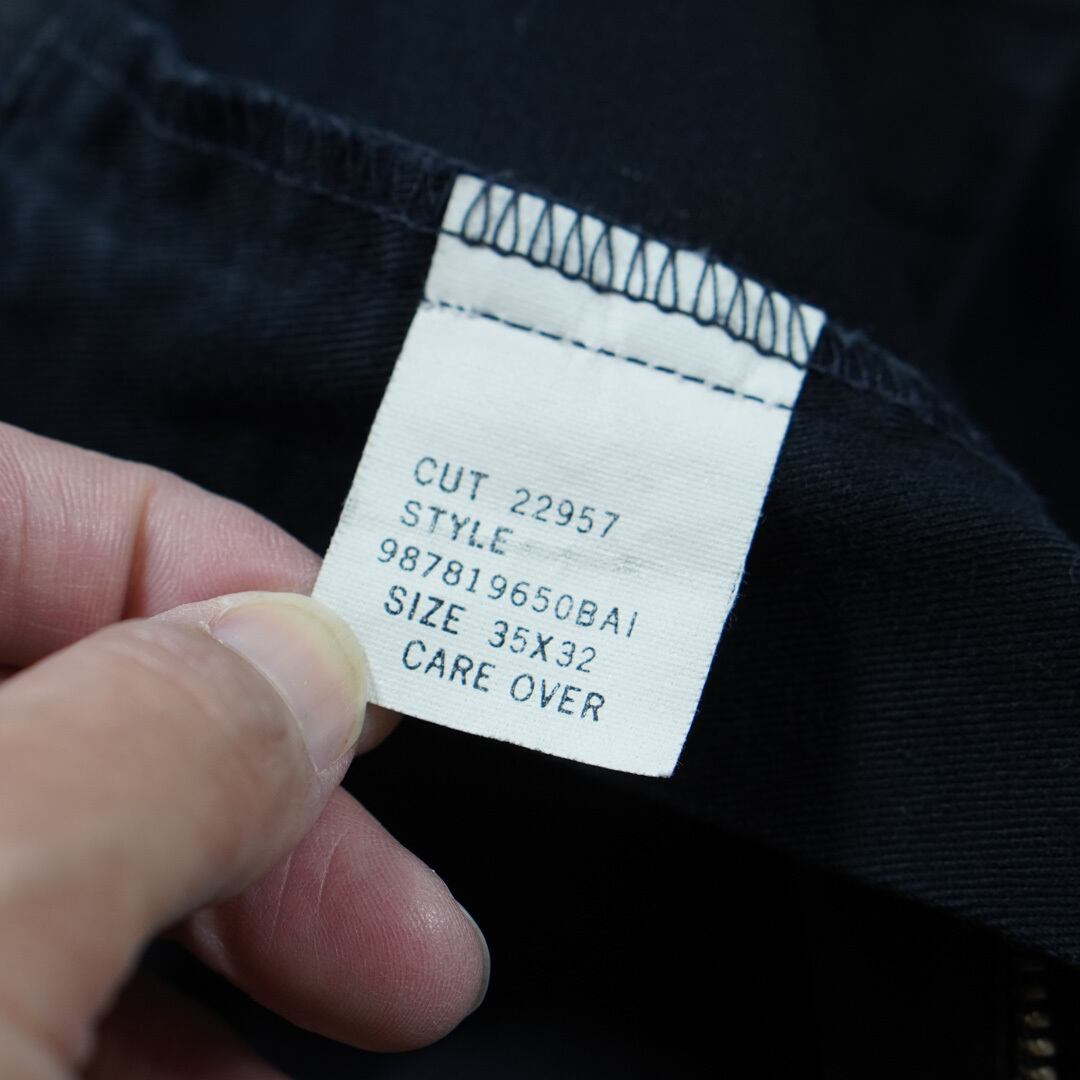 CUT 22957
STYLE
987819650BAI
SIZE 35X32
CARE OVER